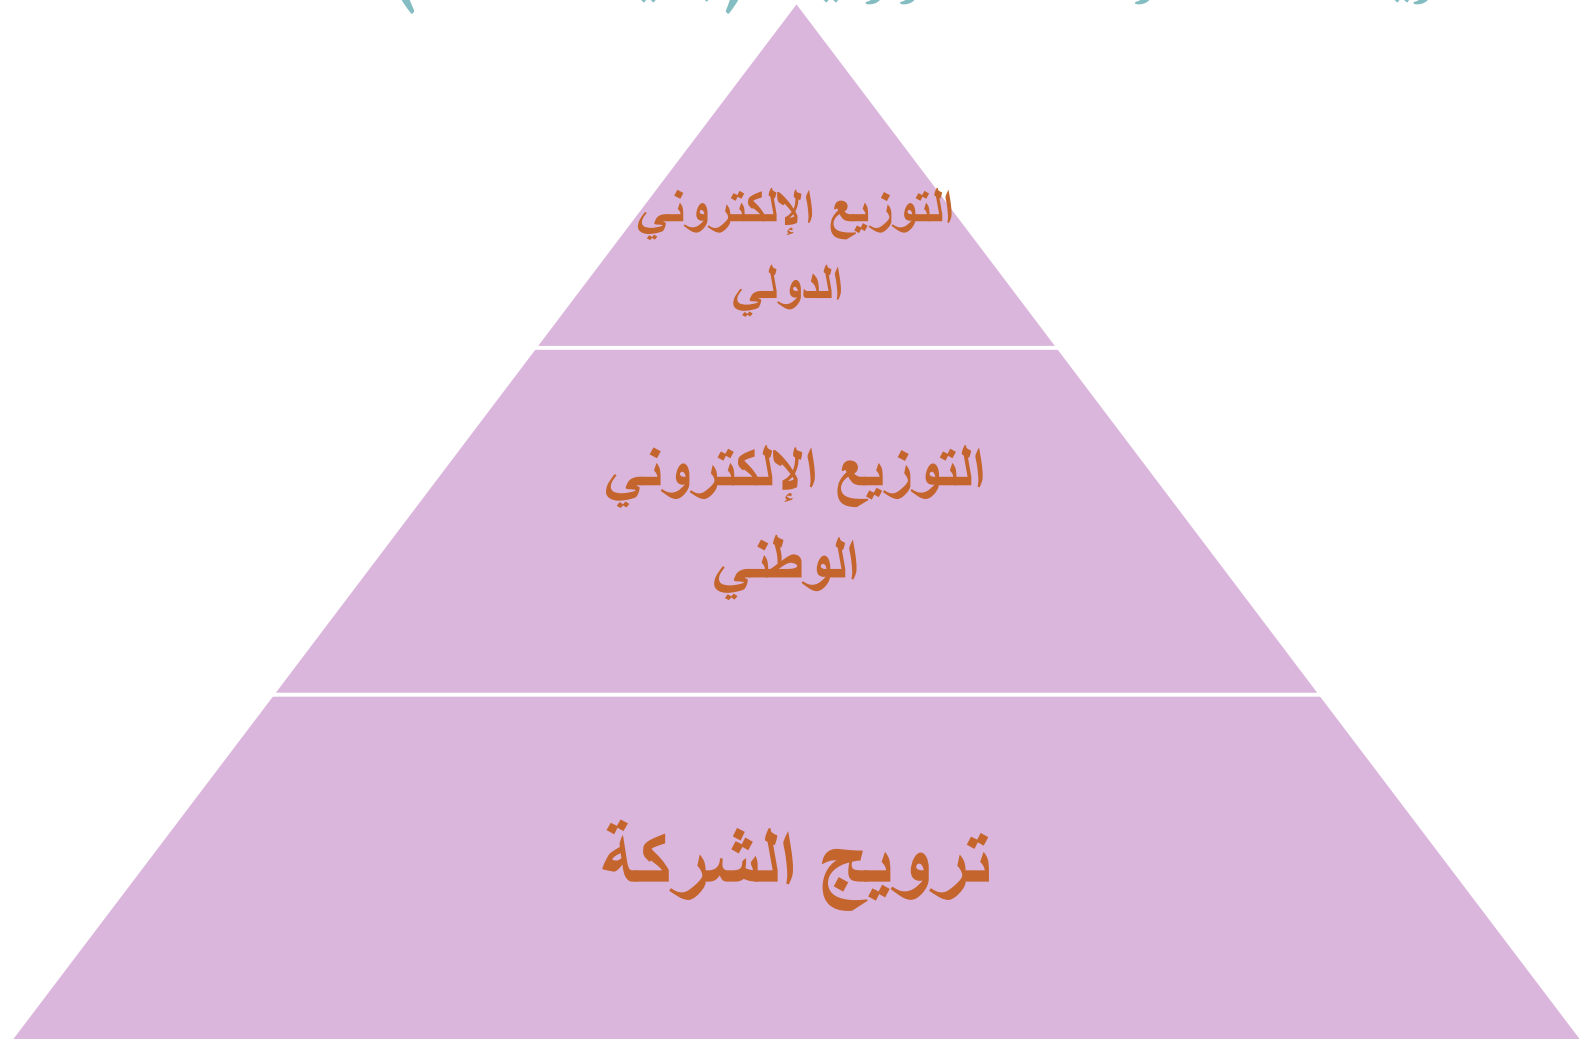 التوزيع الإلكتروني
الدولي
التوزيع الإلكتروني
الوطني
ترويج الشركة